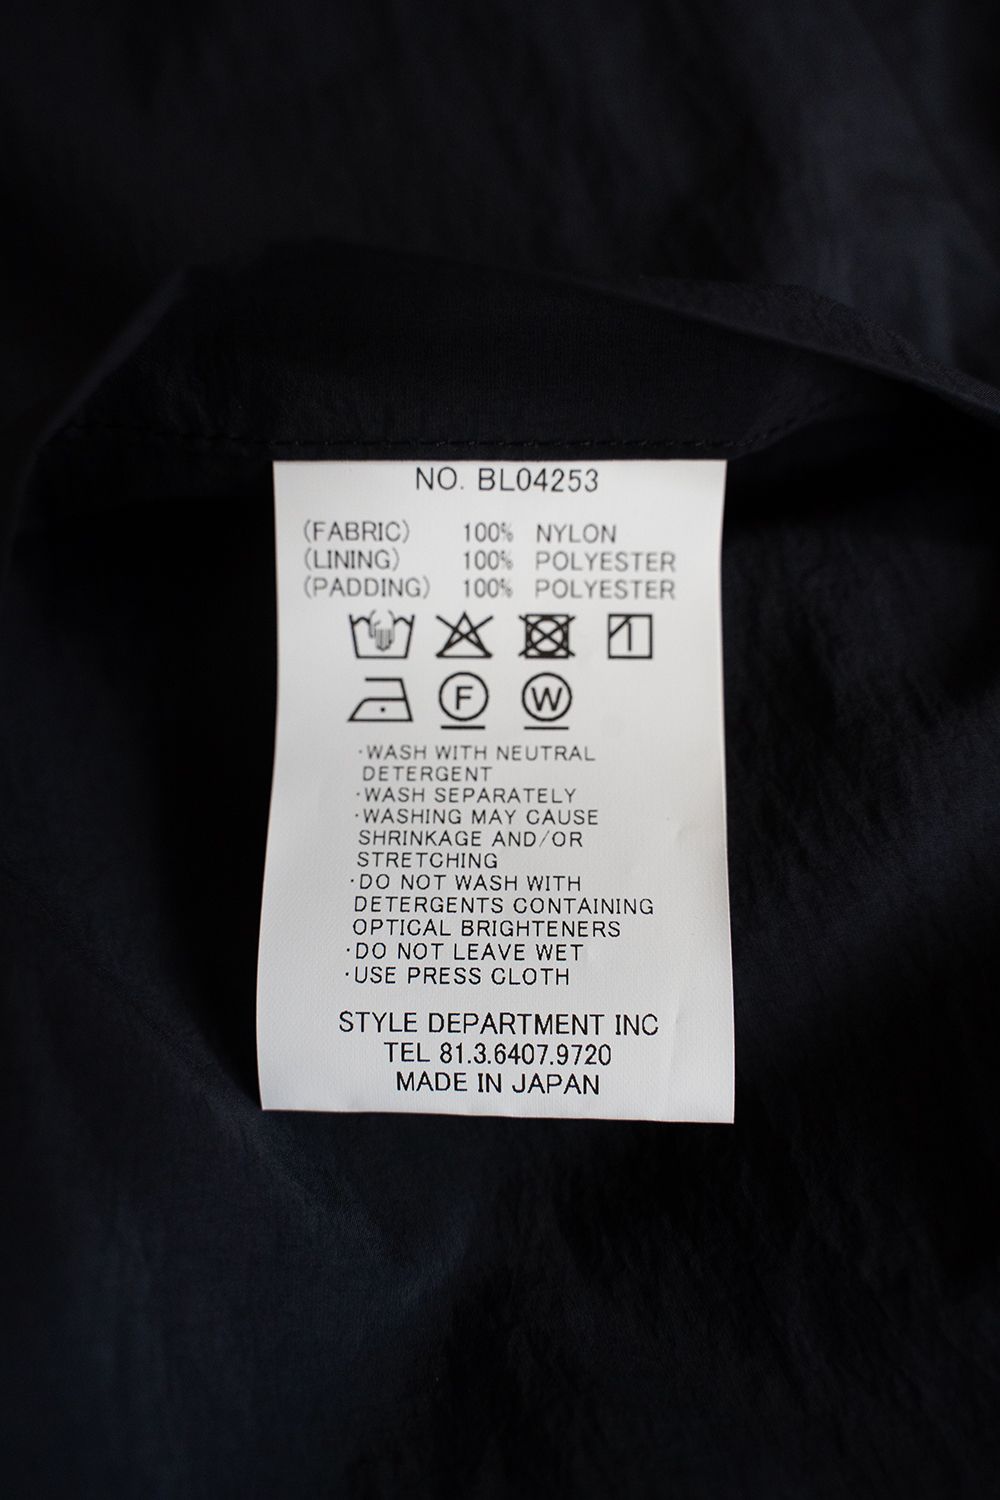 NO. BL04253
(FABRIC) 100% NYLON
(LINING) 100% POLYESTER
(PADDING) 100% POLYESTER
F W
·WASH WITH NEUTRAL
DETERGENT
·WASH SEPARATELY
·WASHING MAY CAUSE
SHRINKAGE AND/OR
STRETCHING
·DO NOT WASH WITH
DETERGENTS CONTAINING
OPTICAL BRIGHTENERS
·DO NOT LEAVE WET
·USE PRESS CLOTH
STYLE DEPARTMENT INC
TEL 81.3.6407.9720
MADE IN JAPAN